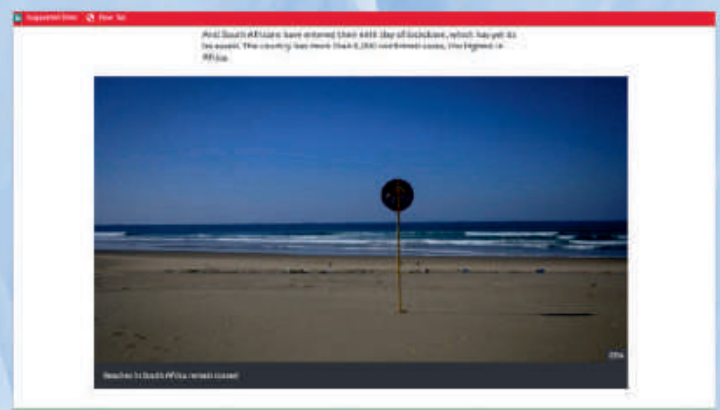 Suggested Sites New Tab
And South Africans have entered their day of lockdown, which has yet to
be eased. The country has more than confirmed cases, the highest in
Africa.
Beaches in South Africa remain closed